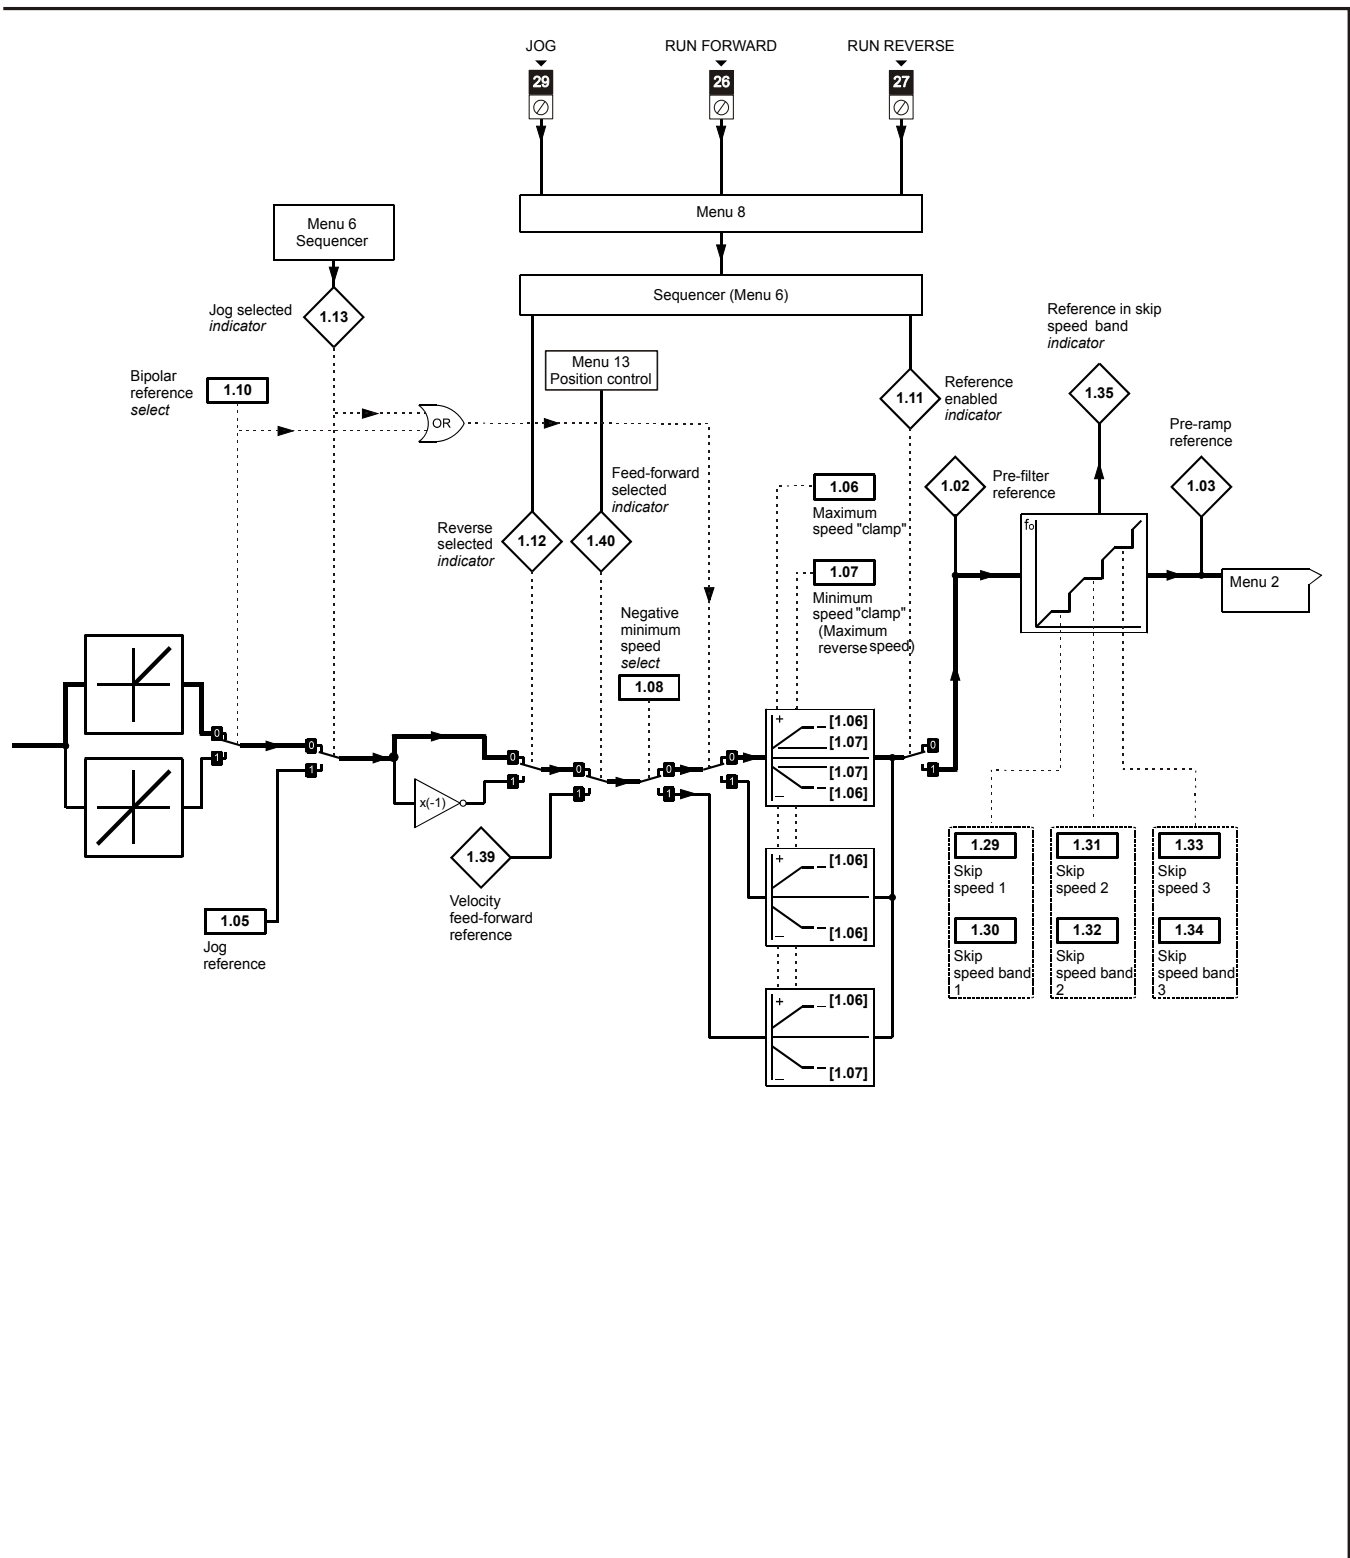 JOG
RUN FORWARD
RUN REVERSE
29
26
27
Menu 8
Menu 6
Sequencer
Sequencer (Menu 6)
Jog selected
indicator
1.13
Reference in skip
speed band
indicator
1.35
Menu 13
Position control
Bipolar
reference
select
1.10
OR
1.11
Reference
enabled
indicator
Pre-ramp
reference
1.03
Feed-forward
selected
indicator
1.06
Maximum
speed "clamp"
1.02
Pre-filter
reference
Reverse
selected
indicator
1.12
1.40
fo
1.07
Minimum
speed "clamp"
(Maximum
reverse speed)
Menu 2
Negative
minimum
speed
select
1.08
0
1
0
1
x(-1)
0
1
0
1
0
1
0
1
+
[1.06]
[1.07]
[1.07]
[1.06]
_
0
1
1.39
Velocity
feed-forward
reference
1.05
Jog
reference
+
[1.06]
[1.06]
_
+
[1.06]
[1.07]
_
1.29
Skip
speed 1
1.30
Skip
speed band
1
1.31
Skip
speed 2
1.32
Skip
speed band
2
1.33
Skip
speed 3
1.34
Skip
speed band
3